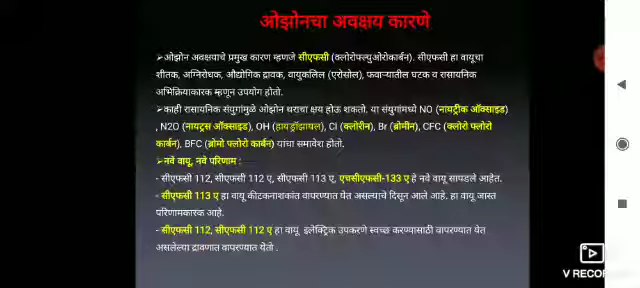 ओझोनचा अवक्षय कारणे
➢ओझोन अवक्षयाचे प्रमुख कारण म्हणजे सीएफसी (क्लोरोफ्ल्युओरोकार्बन). सीएफसी हा वायूचा
शीतक, अग्निरोधक, औद्योगिक द्रावक, वायुकलिल (एरोसोल), फवाऱ्यातील घटक व रासायनिक
अभिक्रियाकारक म्हणून उपयोग होतो.
➢काही रासायनिक संयुगांमुळे ओझोन थराचा क्षय होऊ शकतो. या संयुगांमध्ये NO (नायट्रीक ऑक्साइड)
, N2O (नायट्रस ऑक्साइड), OH (हायड्रॉझायल), Cl (क्लोरीन), Br (ब्रोमीन), CFC (क्लोरो फ्लोरो
कार्बन), BFC (ब्रोमो फ्लोरो कार्बन) यांचा समावेश होतो.
➢नवे वायू, नवे परिणाम :
- सीएफसी 112, सीएफसी 112 ए, सीएफसी 113 ए, एचसीएफसी-133 ए हे नवे वायू सापडले आहेत.
- सीएफसी 113 ए हा वायू कीटकनाशकांत वापरण्यात येत असल्याचे दिसून आले आहे. हा वायू जास्त
परिणामकारक आहे.
- सीएफसी 112, सीएफसी 112 ए हा वायू इलेक्ट्रिक उपकरणे स्वच्छ करण्यासाठी वापरण्यात येत
असलेल्या द्रावणात वापरण्यात येतो .
V RECOR